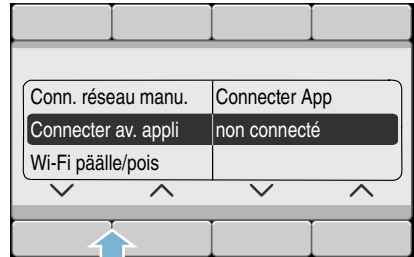 Conn. réseau manu. Connecter App
Connecter av. appli non connecté
Wi-Fi päälle/pois